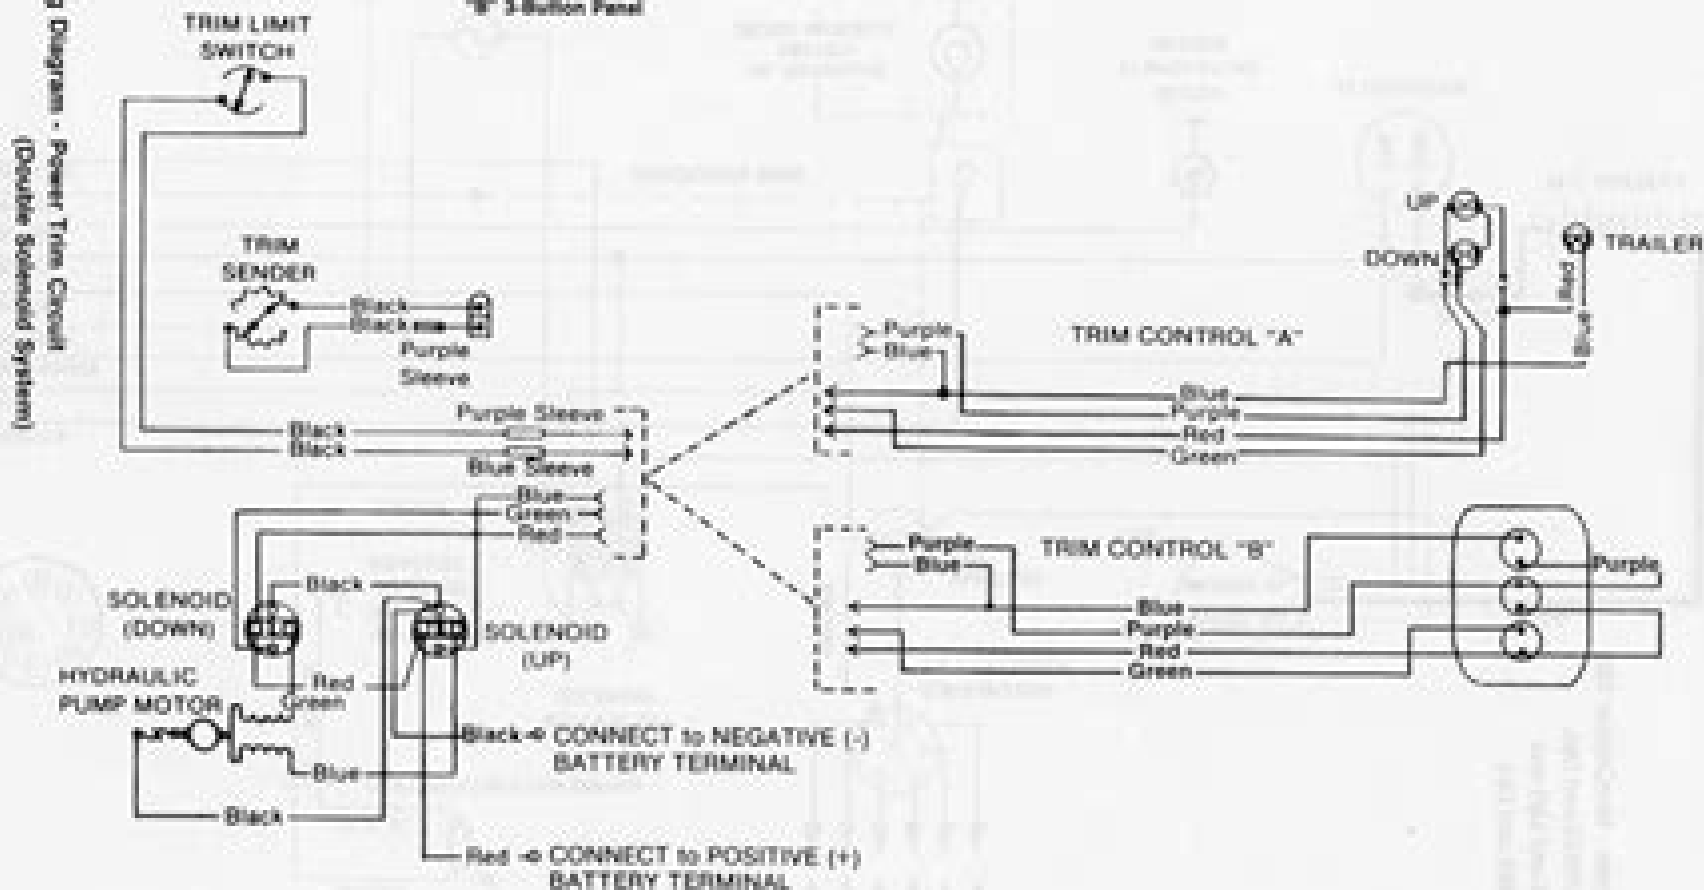 "B" 3-Button Panel
g Diagram - Power Trim Circuit
(Double Solenoid System)
TRIM LIMIT
SWITCH
TRIM
SENDER
Black
Black
Purple
Sleeve
Purple Sleeve
Black
Black
Blue Sleeve
Blue
Green
Red
Black
SOLENOID
(DOWN)
SOLENOID
(UP)
HYDRAULIC
PUMP MOTOR
Red
Green
Blue
Black
Black
CONNECT to NEGATIVE (-)
BATTERY TERMINAL
Red
CONNECT to POSITIVE (+)
BATTERY TERMINAL
UP
DOWN
TRAILER
Red
Blue
Purple
Blue
TRIM CONTROL "A"
Blue
Purple
Red
Green
Purple
Blue
TRIM CONTROL "B"
Purple
Blue
Purple
Red
Green